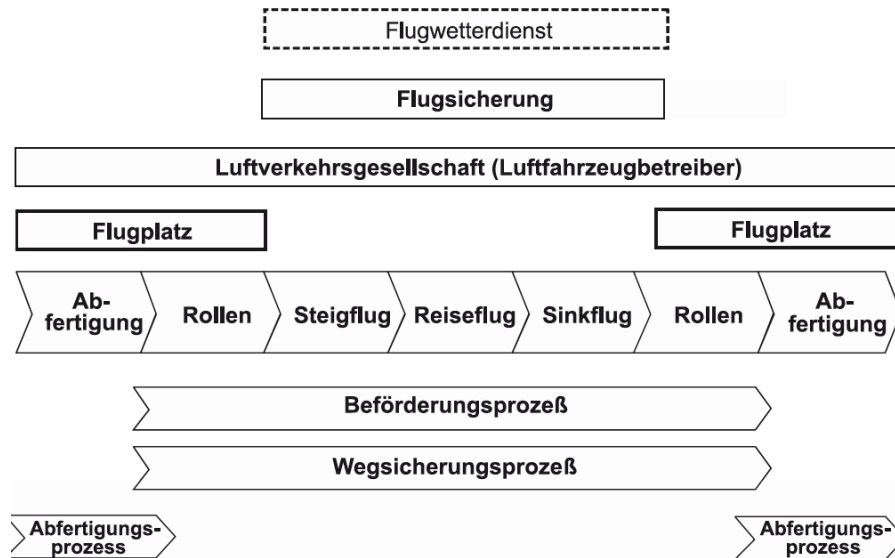 Flugwetterdienst
Flugsicherung
Luftverkehrsgesellschaft (Luftfahrzeugbetreiber)
Flugplatz
Flugplatz
Ab-
fertigung
Rollen
Steigflug
Reiseflug
Sinkflug
Rollen
Ab-
fertigung
Beförderungsprozeß
Wegsicherungsprozeß
Abfertigungs-
prozess
Abfertigungs-
prozess